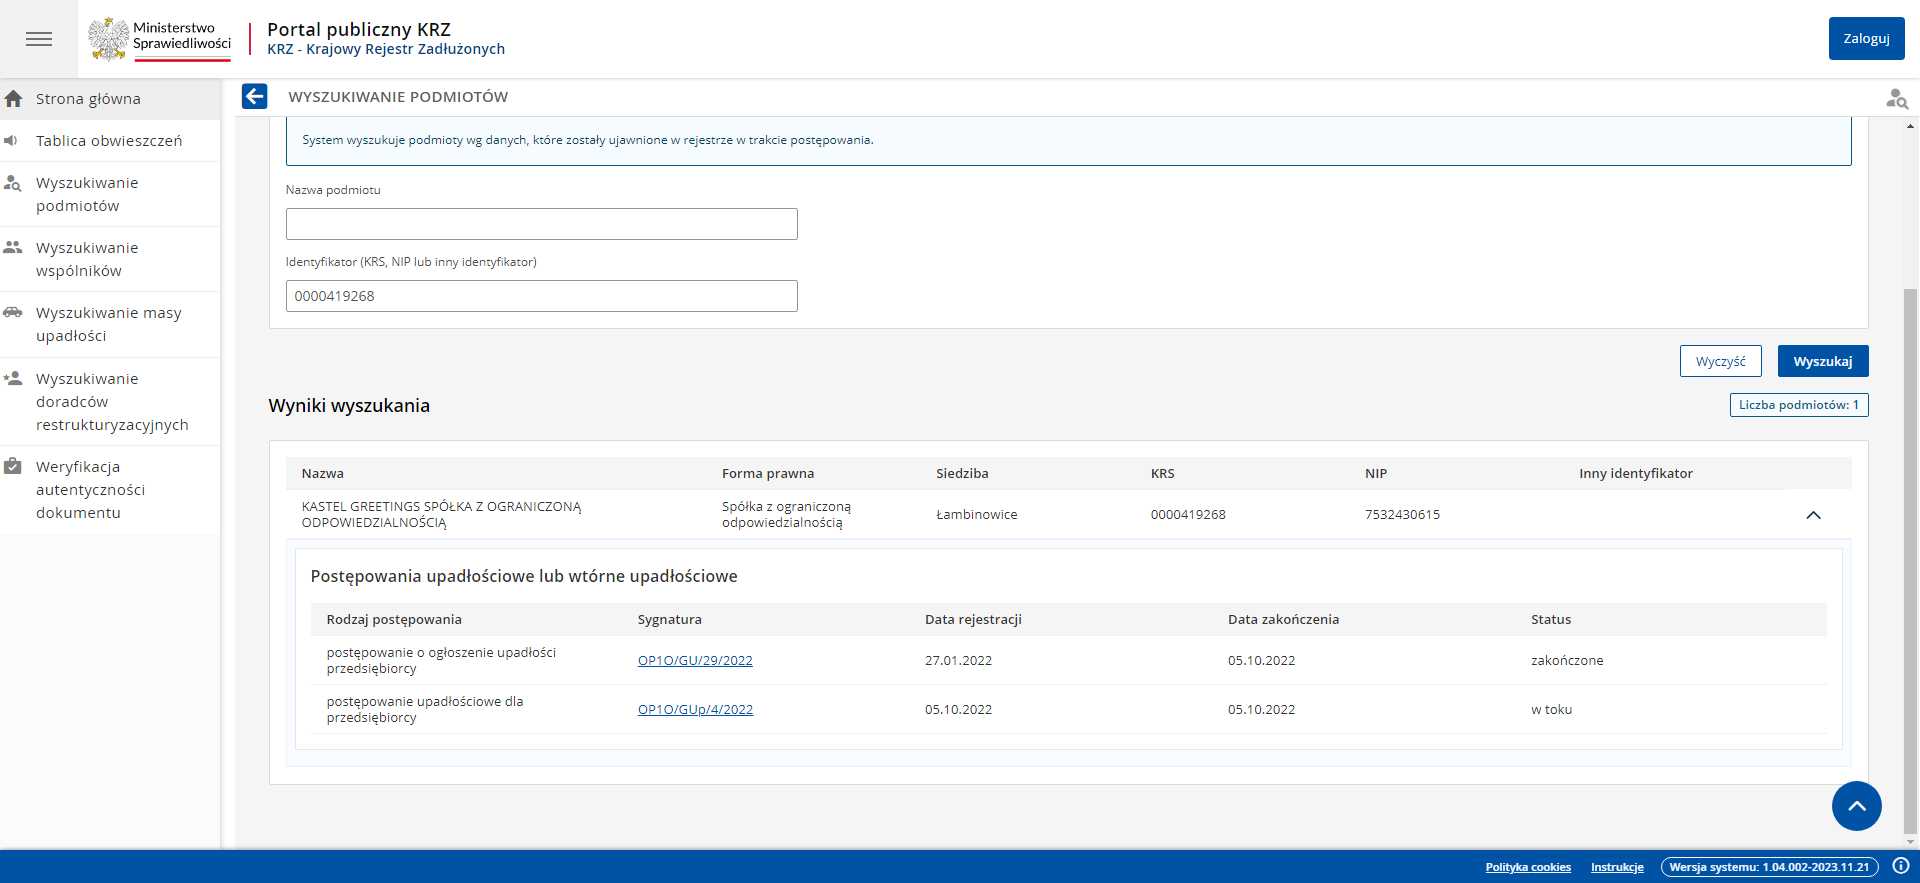 Ministerstwo
Sprawiedliwości
Portal publiczny KRZ
KRZ - Krajowy Rejestr Zadłużonych
Zaloguj
Strona główna
Tablica obwieszczeń
Wyszukiwanie
podmiotów
Wyszukiwanie
wspólników
Wyszukiwanie masy
upadłości
Wyszukiwanie
doradców
restrukturyzacyjnych
Weryfikacja
autentyczności
dokumentu
WYSZUKIWANIE PODMIOTÓW
System wyszukuje podmioty wg danych, które zostały ujawnione w rejestrze w trakcie postępowania.
Nazwa podmiotu
Identyfikator (KRS, NIP lub inny identyfikator)
0000419268
Wyczyść
Wyszukaj
Wyniki wyszukania
Liczba podmiotów: 1
Nazwa Forma prawna Siedziba KRS NIP Inny identyfikator
KASTEL GREETINGS SPÓŁKA Z OGRANICZONĄ
ODPOWIEDZIALNOŚCIĄ
Spółka z ograniczoną
odpowiedzialnością
Łambinowice
0000419268
7532430615
Postępowania upadłościowe lub wtórne upadłościowe
Rodzaj postępowania Sygnatura Data rejestracji Data zakończenia Status
postępowanie o ogłoszenie upadłości
przedsiębiorcy
OP1O/GU/29/2022
27.01.2022
05.10.2022
zakończone
postępowanie upadłościowe dla
przedsiębiorcy
OP1O/GUp/4/2022
05.10.2022
05.10.2022
w toku
Polityka cookies
Instrukcje
Wersja systemu: 1.04.002-2023.11.21